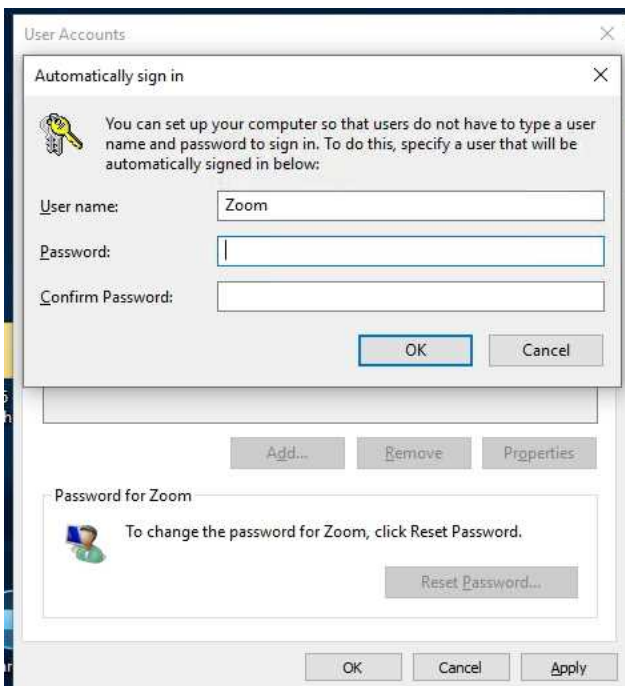 User Accounts
Automatically sign in
You can set up your computer so that users do not have to type a user
name and password to sign in. To do this, specify a user that will be
automatically signed in below:
User name:
Zoom
Password:
Confirm Password:
OK
Cancel
Add...
Remove
Properties
Password for Zoom
To change the password for Zoom, click Reset Password.
Reset Password...
OK
Cancel
Apply